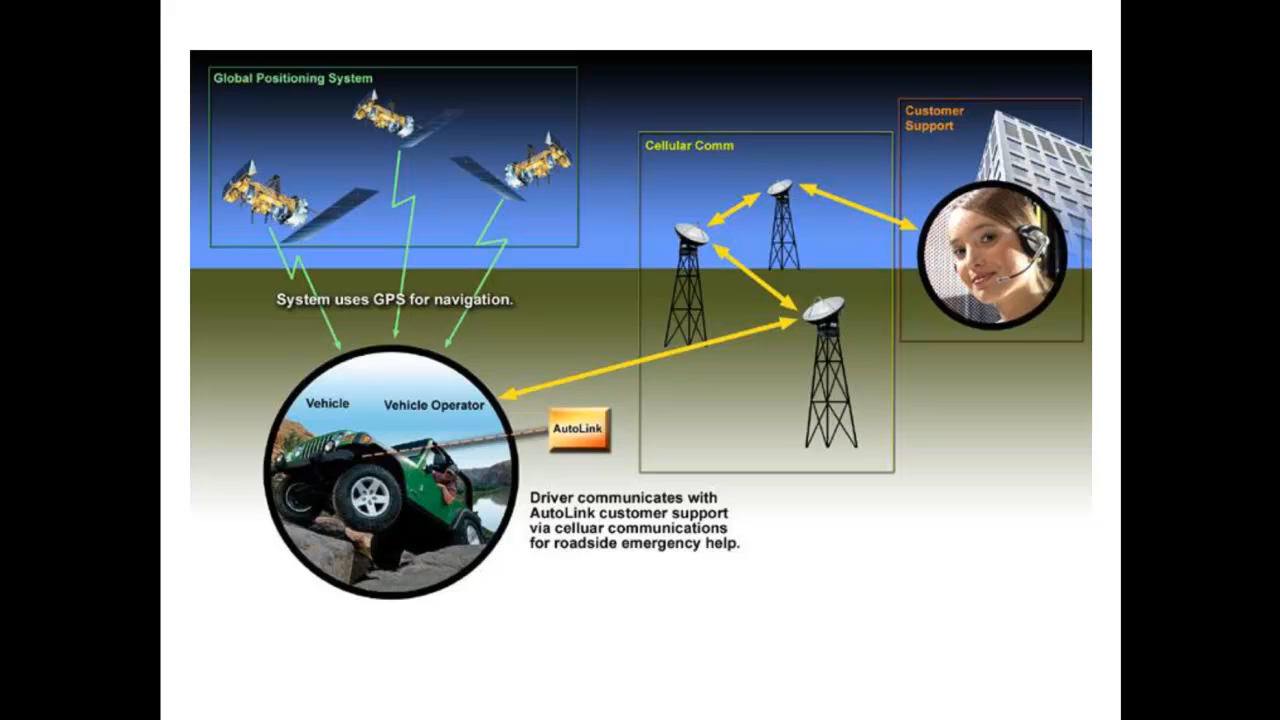 Global Positioning System
Customer
Support
Cellular Comm
System uses GPS for navigation.
Vehicle
Vehicle Operator
AutoLink
Driver communicates with
AutoLink customer support
via celluar communications
for roadside emergency help.